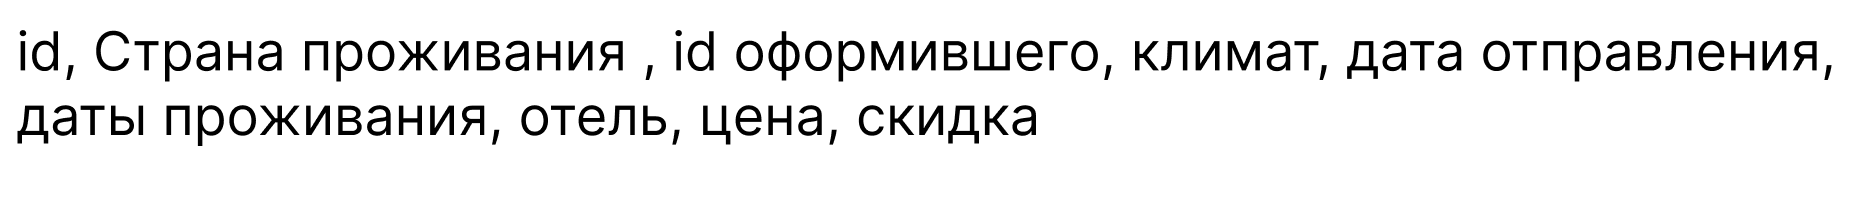 id, Страна проживания , id оформившего, климат, дата отправления,
даты проживания, отель, цена, скидка